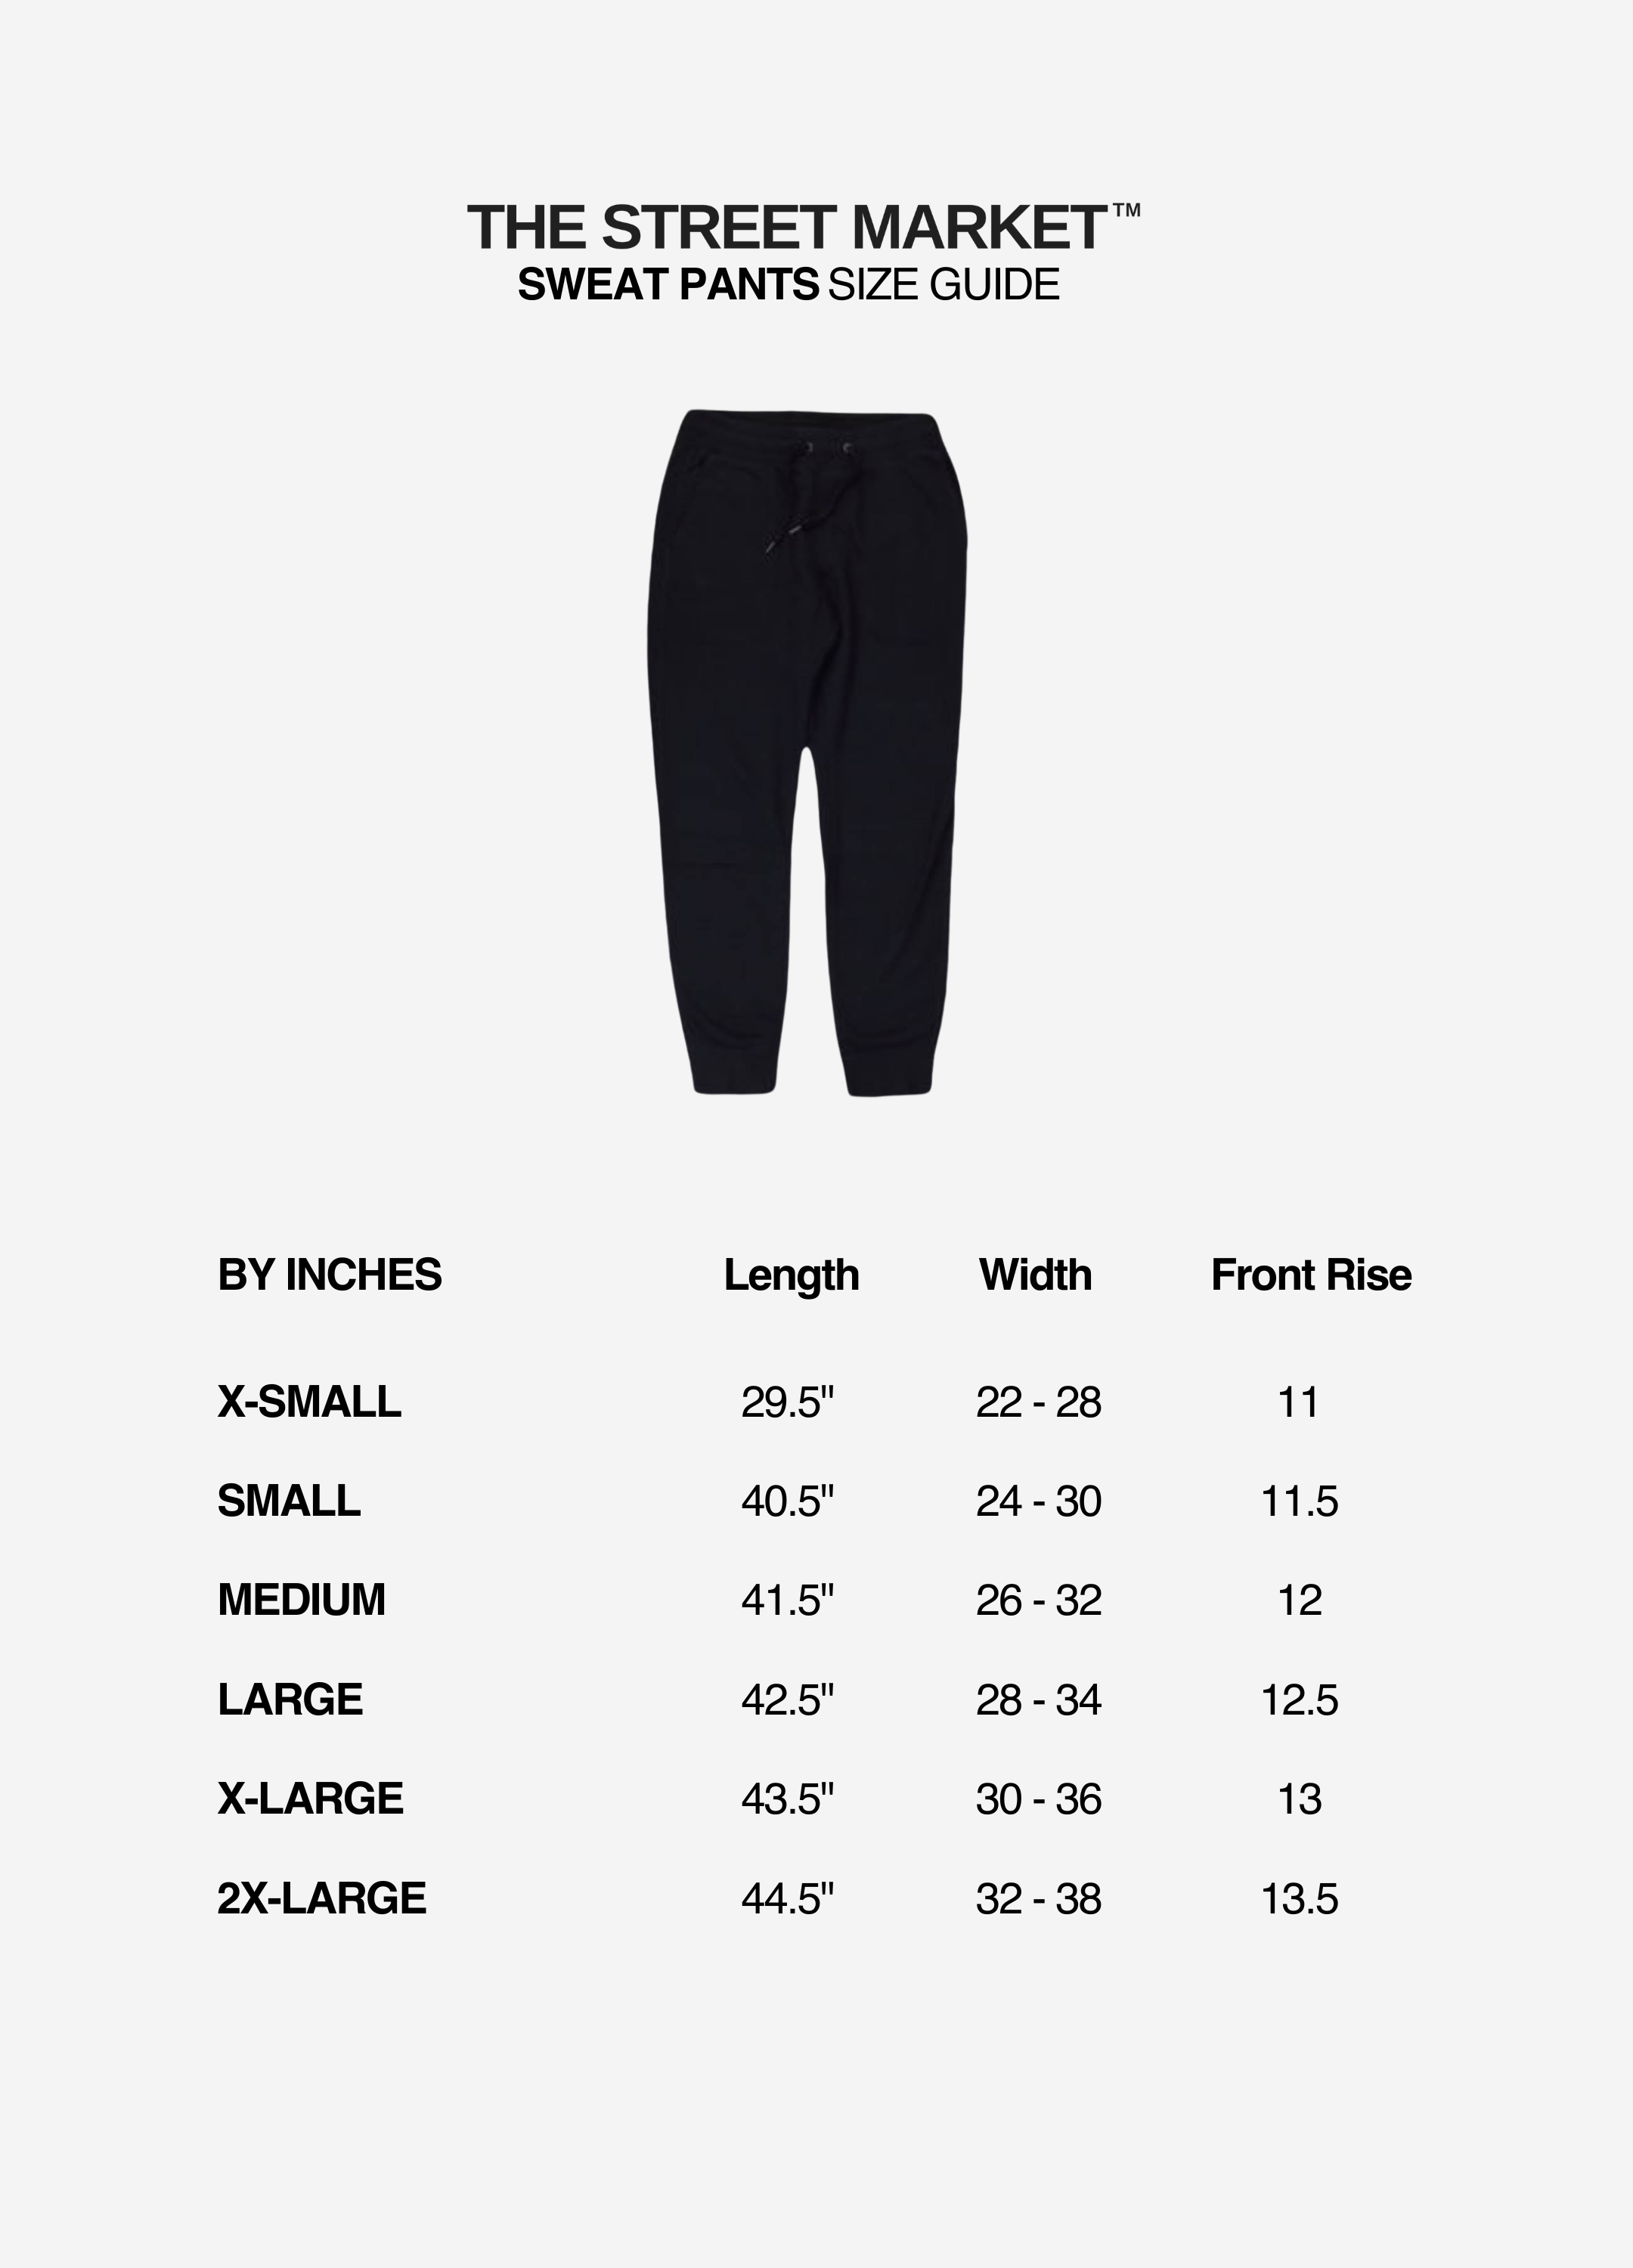 THE STREET MARKET™
SWEAT PANTS SIZE GUIDE
BY INCHES Length Width Front Rise
X-SMALL 29.5" 22 - 28 11
SMALL 40.5" 24 - 30 11.5
MEDIUM 41.5" 26 - 32 12
LARGE 42.5" 28 - 34 12.5
X-LARGE 43.5" 30 - 36 13
2X-LARGE 44.5" 32 - 38 13.5